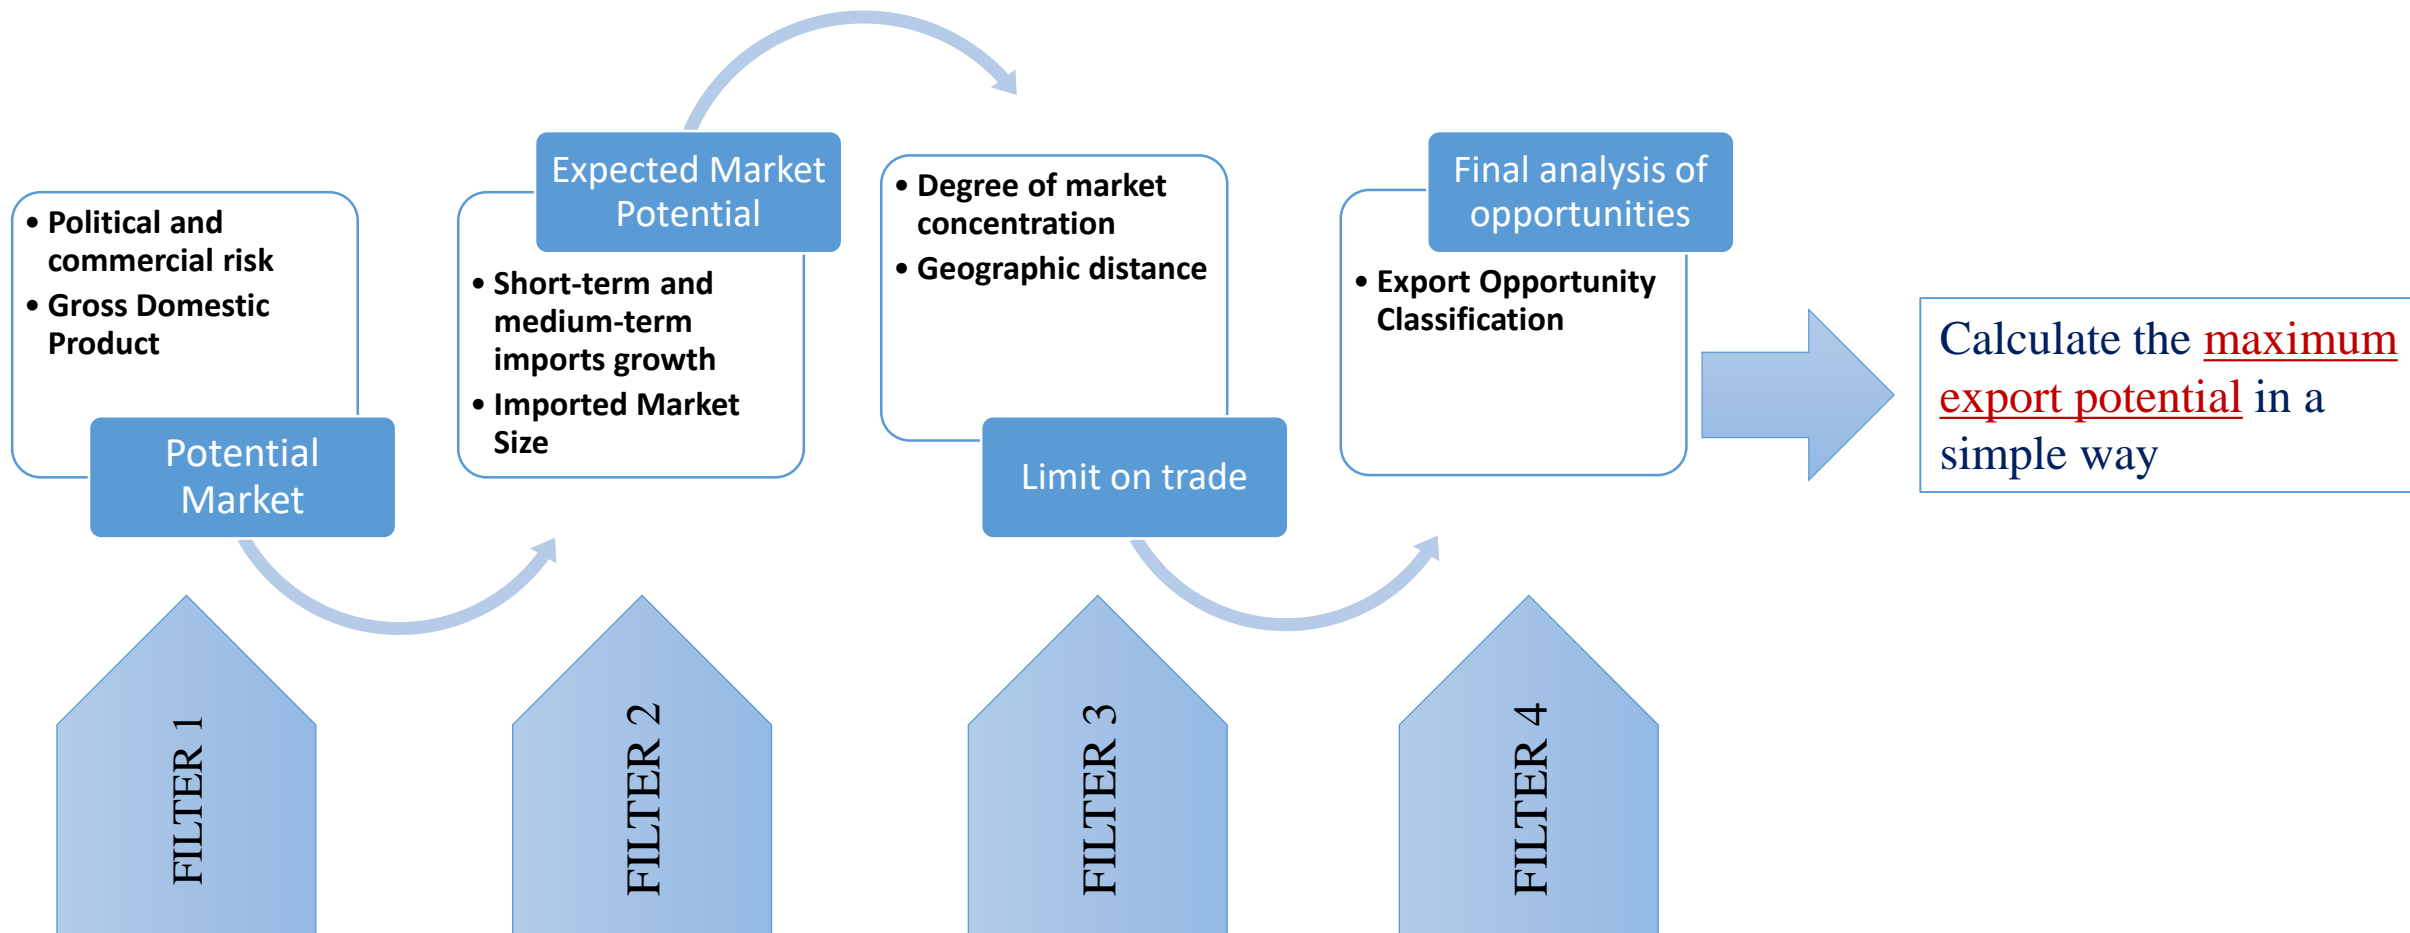 • Political and
commercial risk
• Gross Domestic
Product
Potential
Market
Expected Market
Potential
• Short-term and
medium-term
imports growth
• Imported Market
Size
• Degree of market
concentration
• Geographic distance
Limit on trade
Final analysis of
opportunities
• Export Opportunity
Classification
Calculate the maximum
export potential in a
simple way
FILTER 1
FILTER 2
FILTER 3
FILTER 4